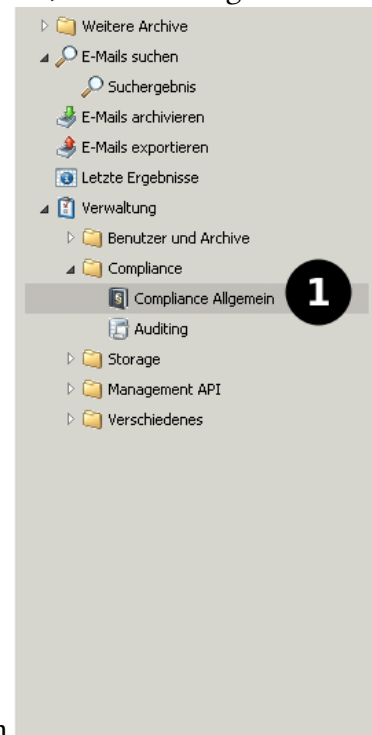 Weitere Archive
E-Mails suchen
Suchergebnis
E-Mails archivieren
E-Mails exportieren
Letzte Ergebnisse
Verwaltung
Benutzer und Archive
Compliance
Compliance Allgemein 1
Auditing
Storage
Management API
Verschiedenes